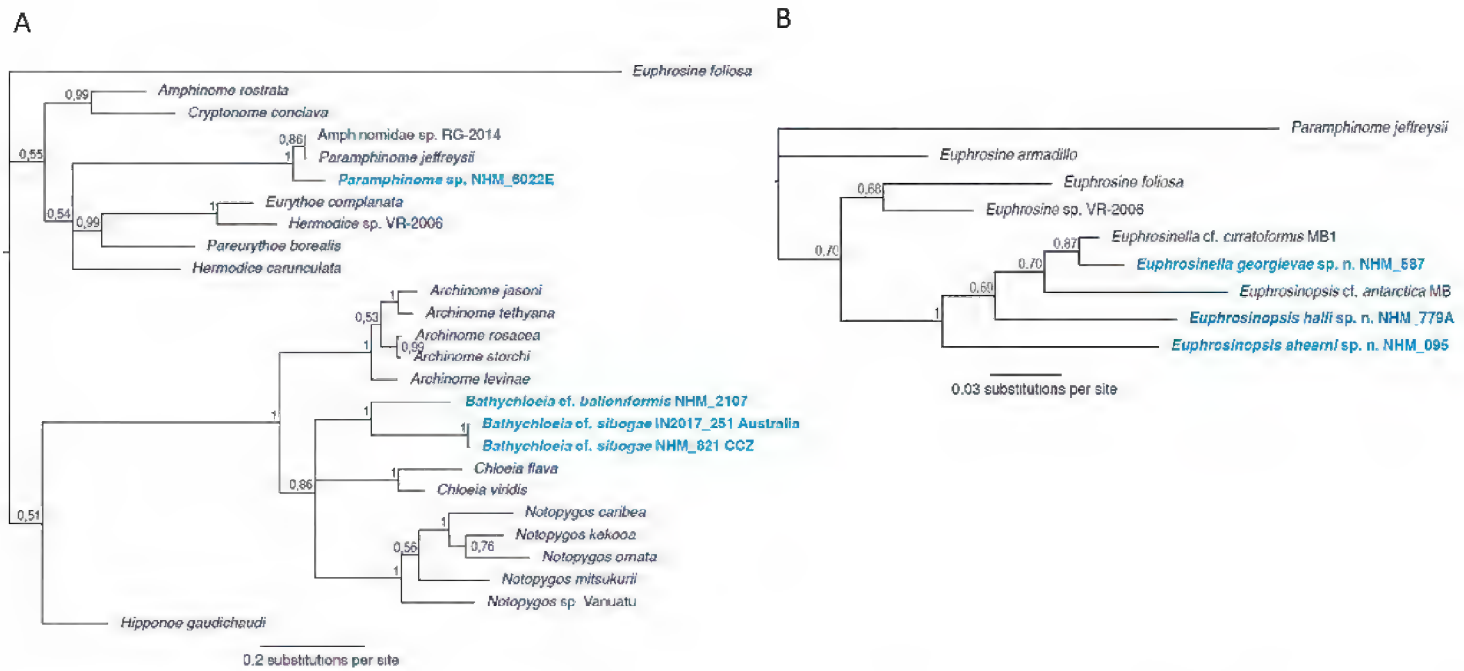 A
Euphrosine foliosa
Amphinome rostrata
0,99
Cryptonome conclava
0,55
Amphinomidae sp. RG-2014
0,86
Paramphinome jeffreysii
1
Paramphinome sp. NHM_6022E
0,54
Eurythoe complanata
1
Hermodice sp. VR-2006
0,99
Pareurythoe borealis
Hermodice carunculata
Archinome jasoni
1
Archinome tethyana
0,53
Archinome rosacea
0,99
Archinome storchi
1
Archinome levinae
1
Bathychloeia cf. balloniformis NHM_2107
1
Bathychloeia cf. sibogae IN2017_251 Australia
1
Bathychloeia cf. sibogae NHM_821 CCZ
Chloeia flava
1
Chloeia viridis
1
0,86
Notopygos caribea
1
Notopygos kekooa
0,76
Notopygos ornata
0,56
Notopygos mitsukurii
1
Notopygos sp Vanuatu
0,51
Hipponoe gaudichaudi
0.2 substitutions per site
B
Paramphinome jeffreysii
Euphrosine armadillo
Euphrosine foliosa
0,68
Euphrosine sp. VR-2006
0,70
Euphrosinella cf. cirratoformis MB1
0,87
Euphrosinella georgievae sp. n. NHM_587
0,70
Euphrosinopsis cf. antarctica MB
0,69
Euphrosinopsis halli sp. n. NHM_779A
1
Euphrosinopsis ahearni sp. n. NHM_095
0.03 substitutions per site